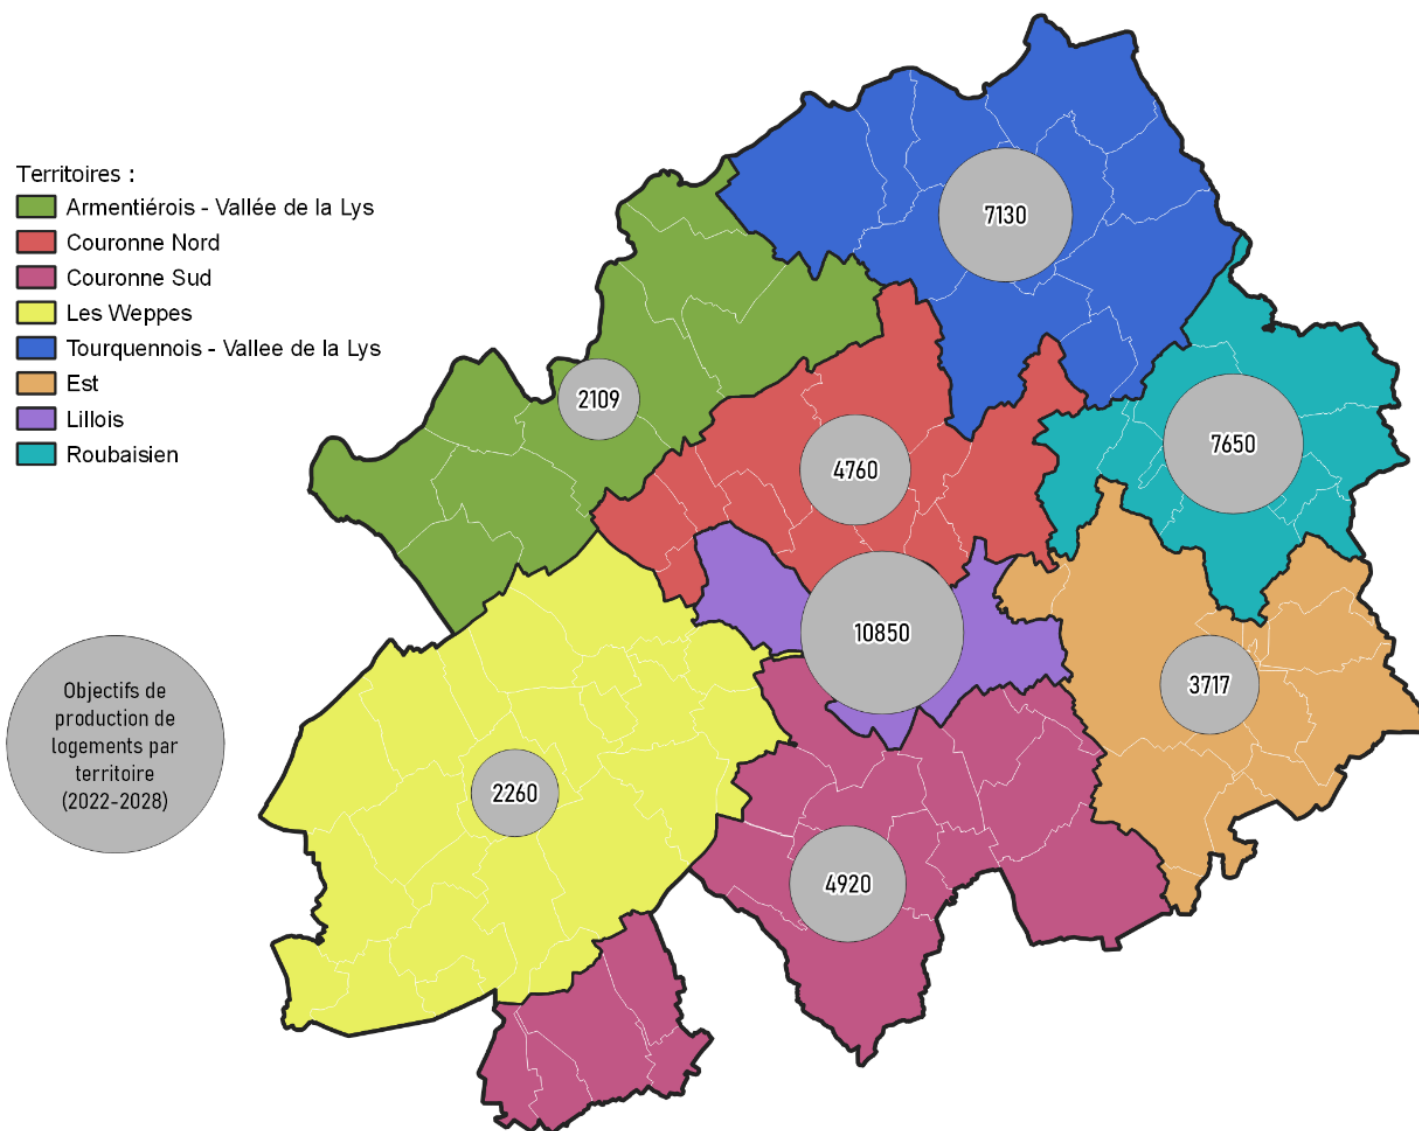 Territoires :
Armentiérois - Vallée de la Lys
Couronne Nord
Couronne Sud
Les Weppes
Tourquennois - Vallee de la Lys
Est
Lillois
Roubaisien
Objectifs de
production de
logements par
territoire
(2022-2028)
7130
2109
7650
4760
10850
3717
2260
4920